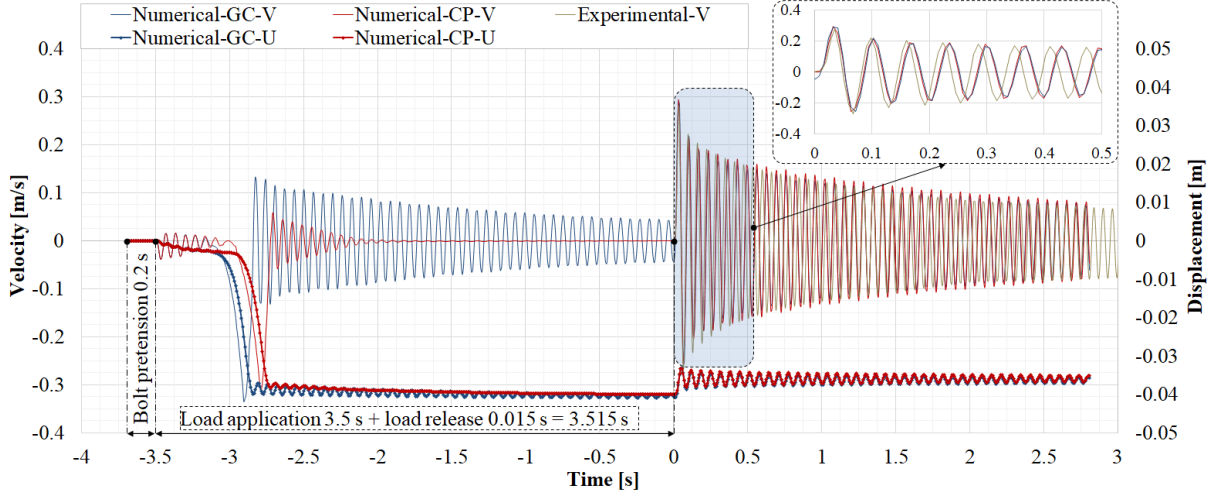 Numerical-GC-V Numerical-CP-V Experimental-V
Numerical-GC-U Numerical-CP-U
0.4
0.3
0.2
0.1
0
-0.1
-0.2
-0.3
-0.4
Velocity [m/s]
Bolt pretension 0.2 s
Load application 3.5 s + load release 0.015 s = 3.515 s
0.4
0.2
0
-0.2
-0.4
0 0.1 0.2 0.3 0.4 0.5
0.05
0.04
0.03
0.02
0.01
0
-0.01
-0.02
-0.03
-0.04
-0.05
Displacement [m]
-4 -3.5 -3 -2.5 -2 -1.5 -1 -0.5 0 0.5 1 1.5 2 2.5 3
Time [s]